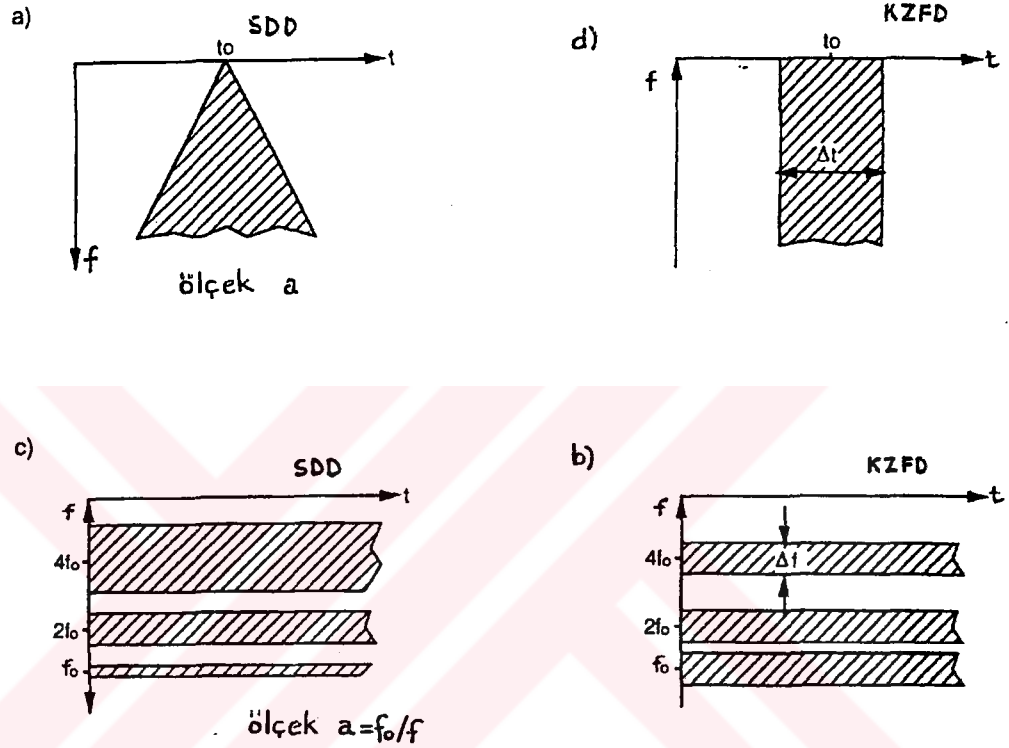 a) SDD
to
t
f
ölçek a
d) KZFD
to
t
f
Δt
c) SDD
t
f
4fo
2fo
fo
ölçek a=fo/f
b) KZFD
t
f
4fo
Δf
2fo
fo